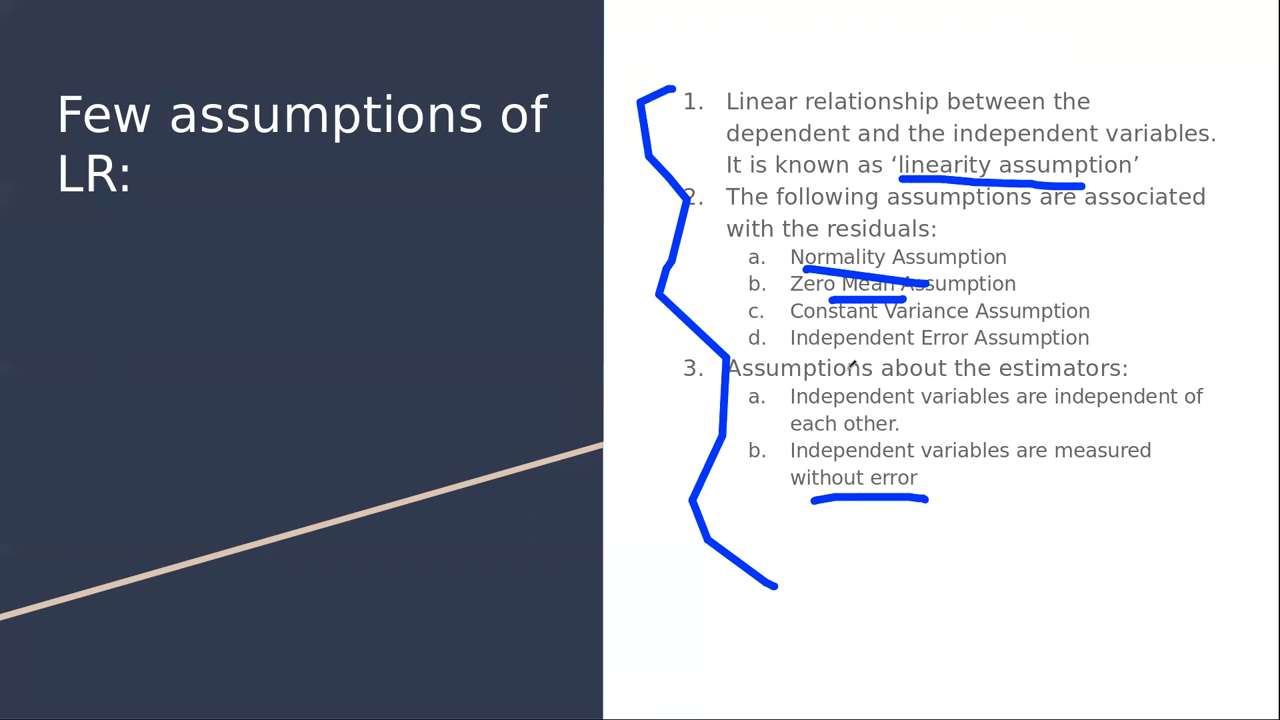 Few assumptions of
LR:
1. Linear relationship between the
dependent and the independent variables.
It is known as ‘linearity assumption’
2. The following assumptions are associated
with the residuals:
a. Normality Assumption
b. Zero Mean Assumption
c. Constant Variance Assumption
d. Independent Error Assumption
3. Assumptions about the estimators:
a. Independent variables are independent of
each other.
b. Independent variables are measured
without error